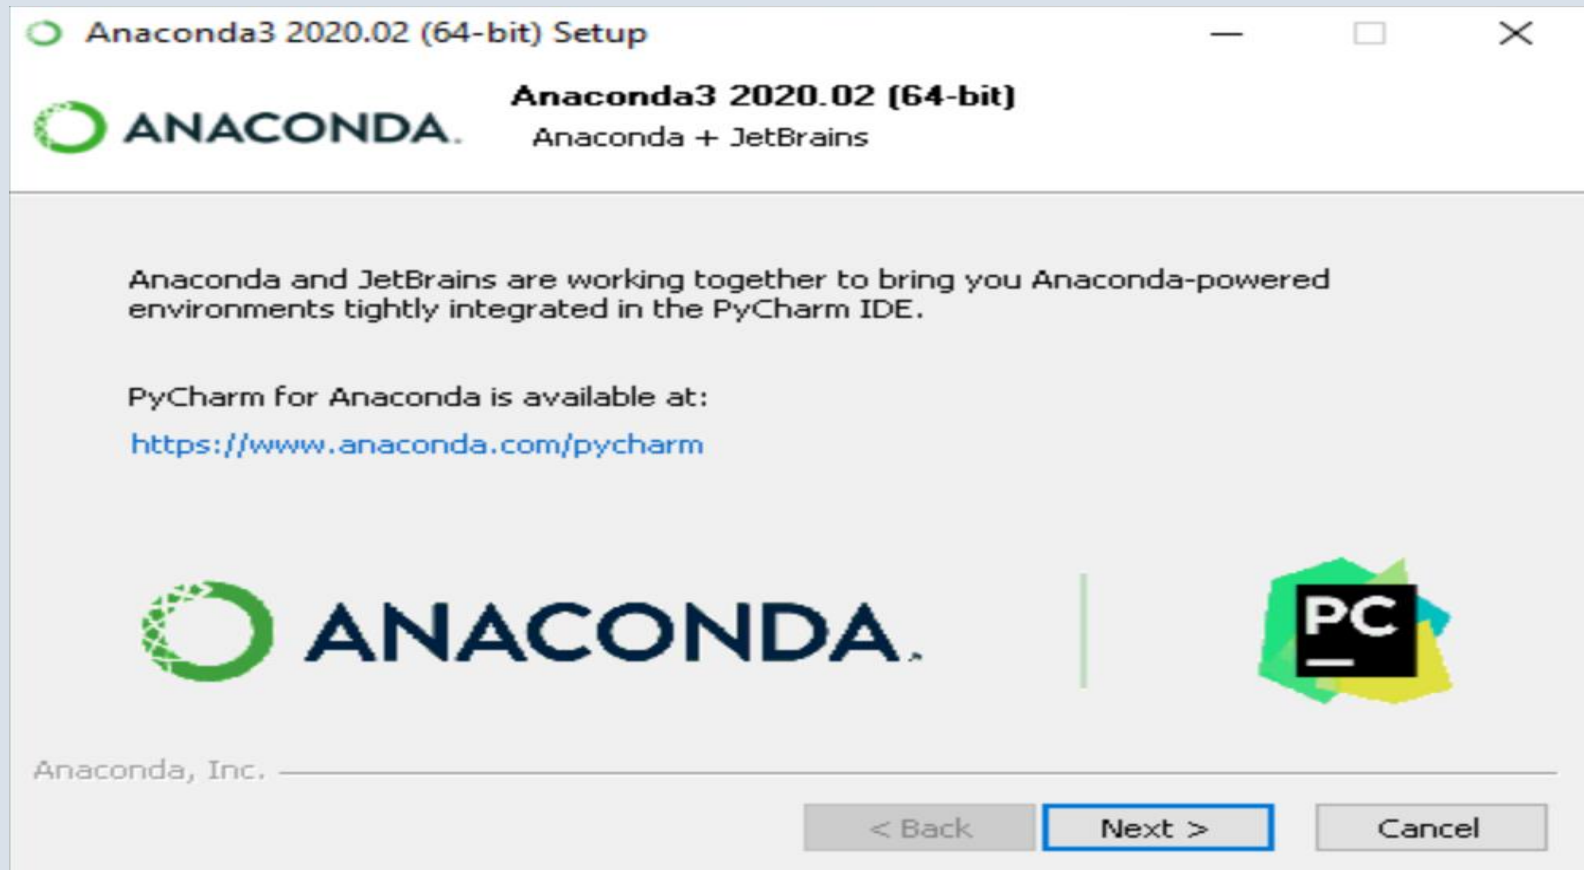 Anaconda3 2020.02 (64-bit) Setup
ANACONDA.
Anaconda3 2020.02 (64-bit)
Anaconda + JetBrains
Anaconda and JetBrains are working together to bring you Anaconda-powered
environments tightly integrated in the PyCharm IDE.
PyCharm for Anaconda is available at:
https://www.anaconda.com/pycharm
ANACONDA.
PC
Anaconda, Inc.
< Back
Next >
Cancel